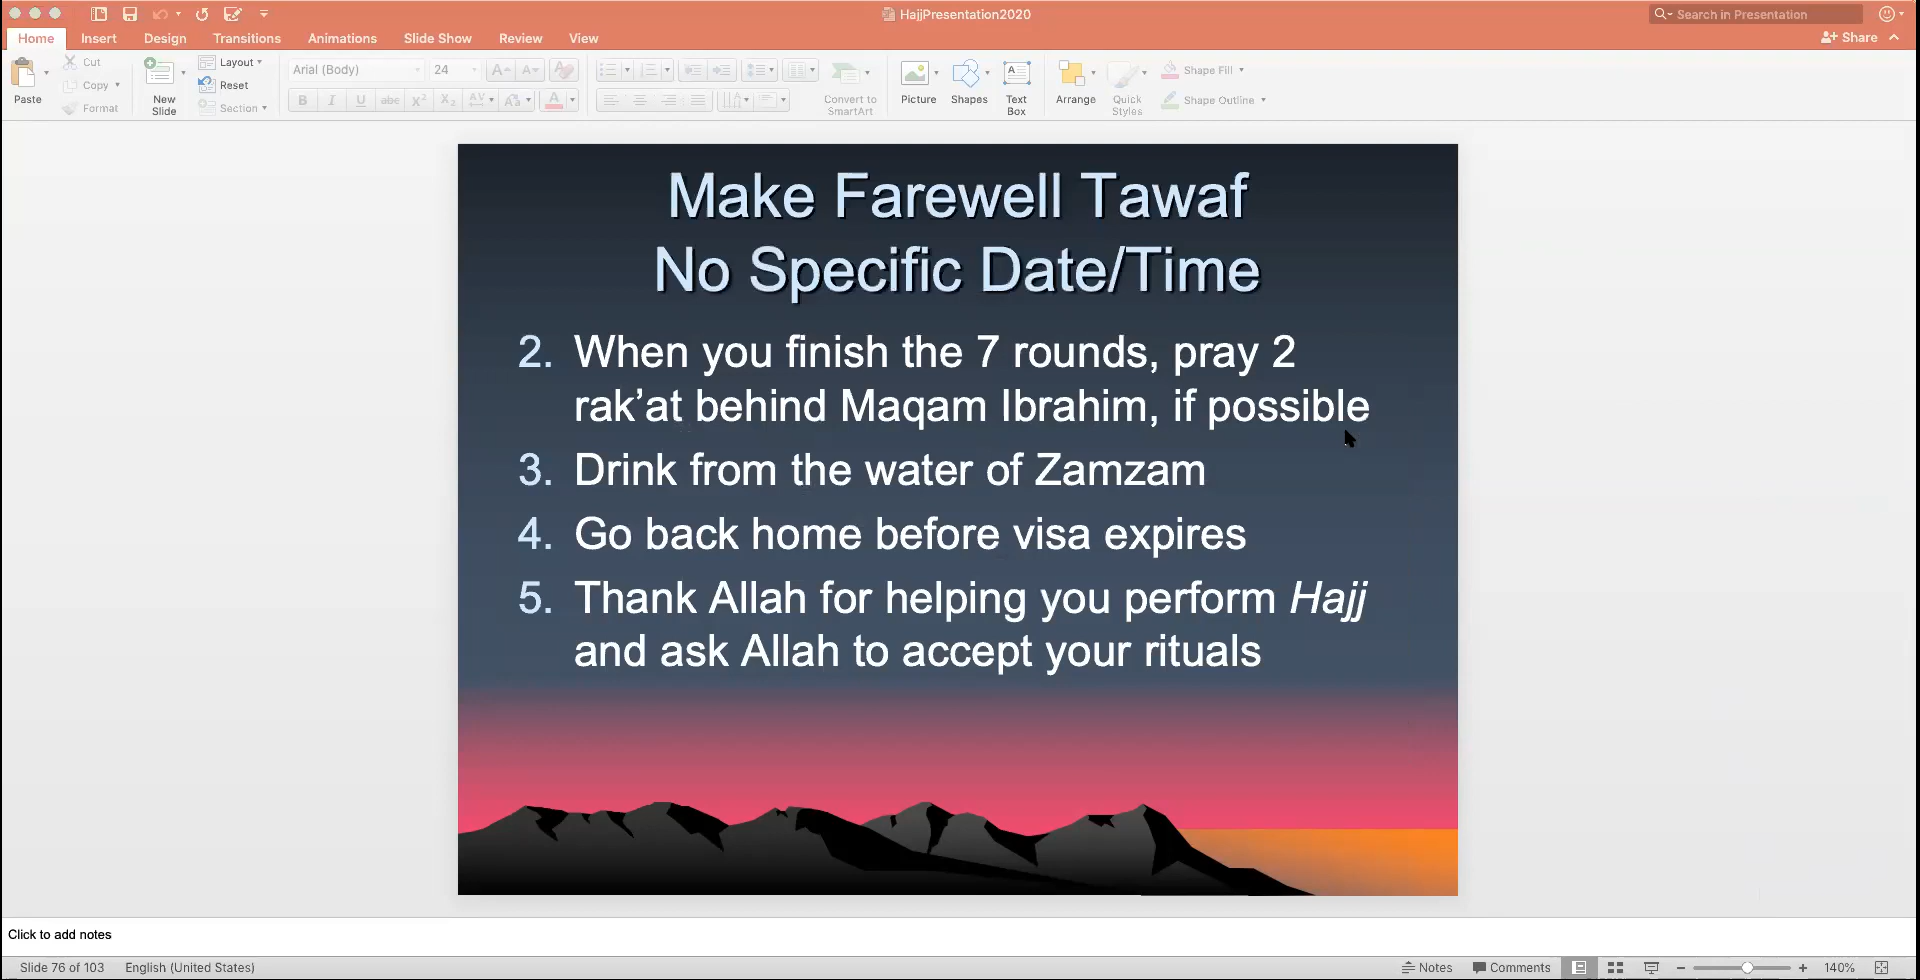 HajjPresentation2020
Search in Presentation
Home Insert Design Transitions Animations Slide Show Review View
Share
Paste
Cut
Copy
Format
New
Slide
Layout
Reset
Section
Arial (Body) 24
Convert to
SmartArt
Picture
Shapes
Text
Box
Arrange
Quick
Styles
Shape Fill
Shape Outline
Make Farewell Tawaf
No Specific Date/Time
2. When you finish the 7 rounds, pray 2
rak’at behind Maqam Ibrahim, if possible
3. Drink from the water of Zamzam
4. Go back home before visa expires
5. Thank Allah for helping you perform Hajj
and ask Allah to accept your rituals
Click to add notes
Slide 76 of 103 English (United States) Notes Comments 140%